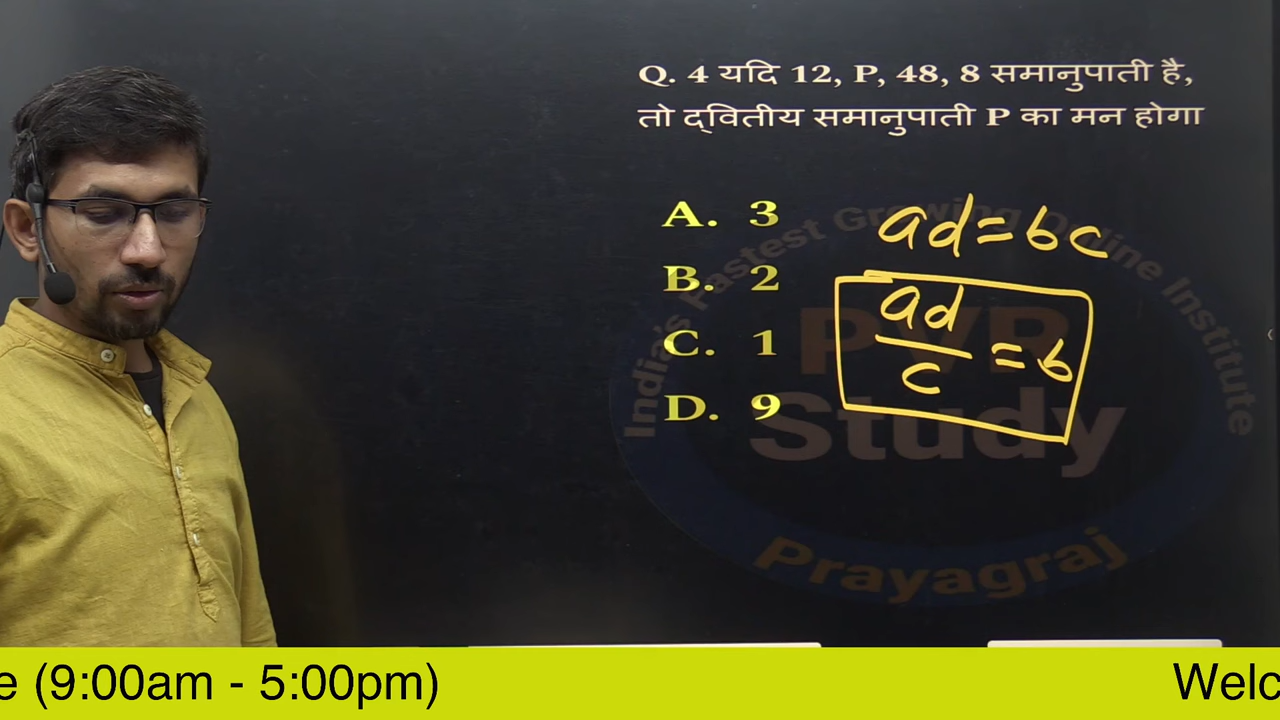 Q. 4 यदि 12, P, 48, 8 समानुपाती है,
तो द्वितीय समानुपाती P का मन होगा
A. 3
B. 2
C. 1
D. 9
ad = bc
ad
c
= b
India's Fastest Growing Online Institute
PVR
Study
Prayagraj
e (9:00am - 5:00pm)
Welc